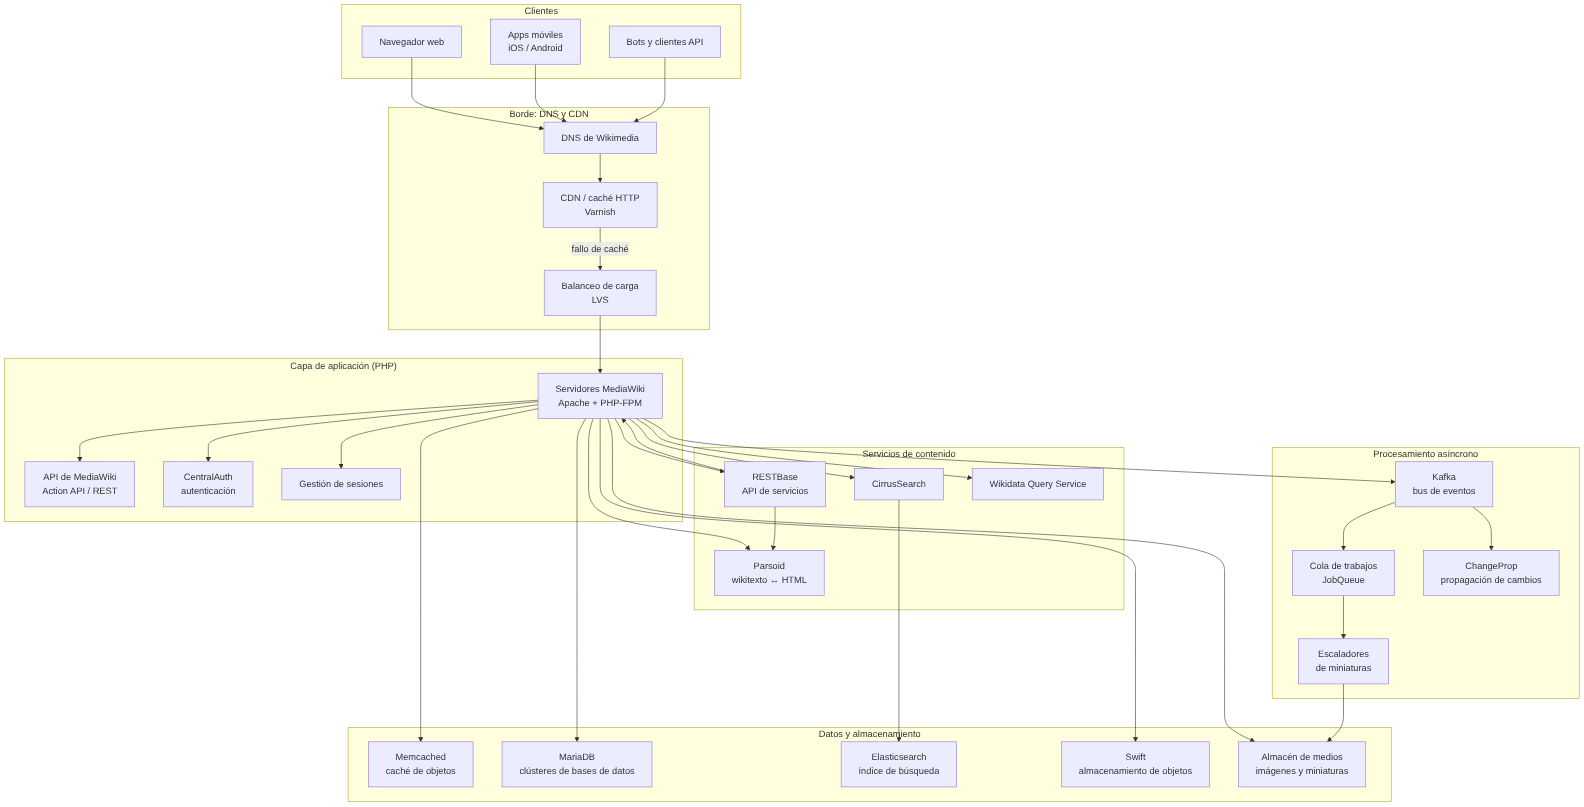 Clientes
Navegador web
Apps móviles
iOS / Android
Bots y clientes API
Borde: DNS y CDN
DNS de Wikimedia
CDN / caché HTTP
Varnish
fallo de caché
Balanceo de carga
LVS
Capa de aplicación (PHP)
Servidores MediaWiki
Apache + PHP-FPM
API de MediaWiki
Action API / REST
CentralAuth
autenticación
Gestión de sesiones
Servicios de contenido
RESTBase
API de servicios
CirrusSearch
Wikidata Query Service
Parsoid
wikitexto ↔ HTML
Procesamiento asíncrono
Kafka
bus de eventos
Cola de trabajos
JobQueue
ChangeProp
propagación de cambios
Escaladores
de miniaturas
Datos y almacenamiento
Memcached
caché de objetos
MariaDB
clústeres de bases de datos
Elasticsearch
índice de búsqueda
Swift
almacenamiento de objetos
Almacén de medios
imágenes y miniaturas